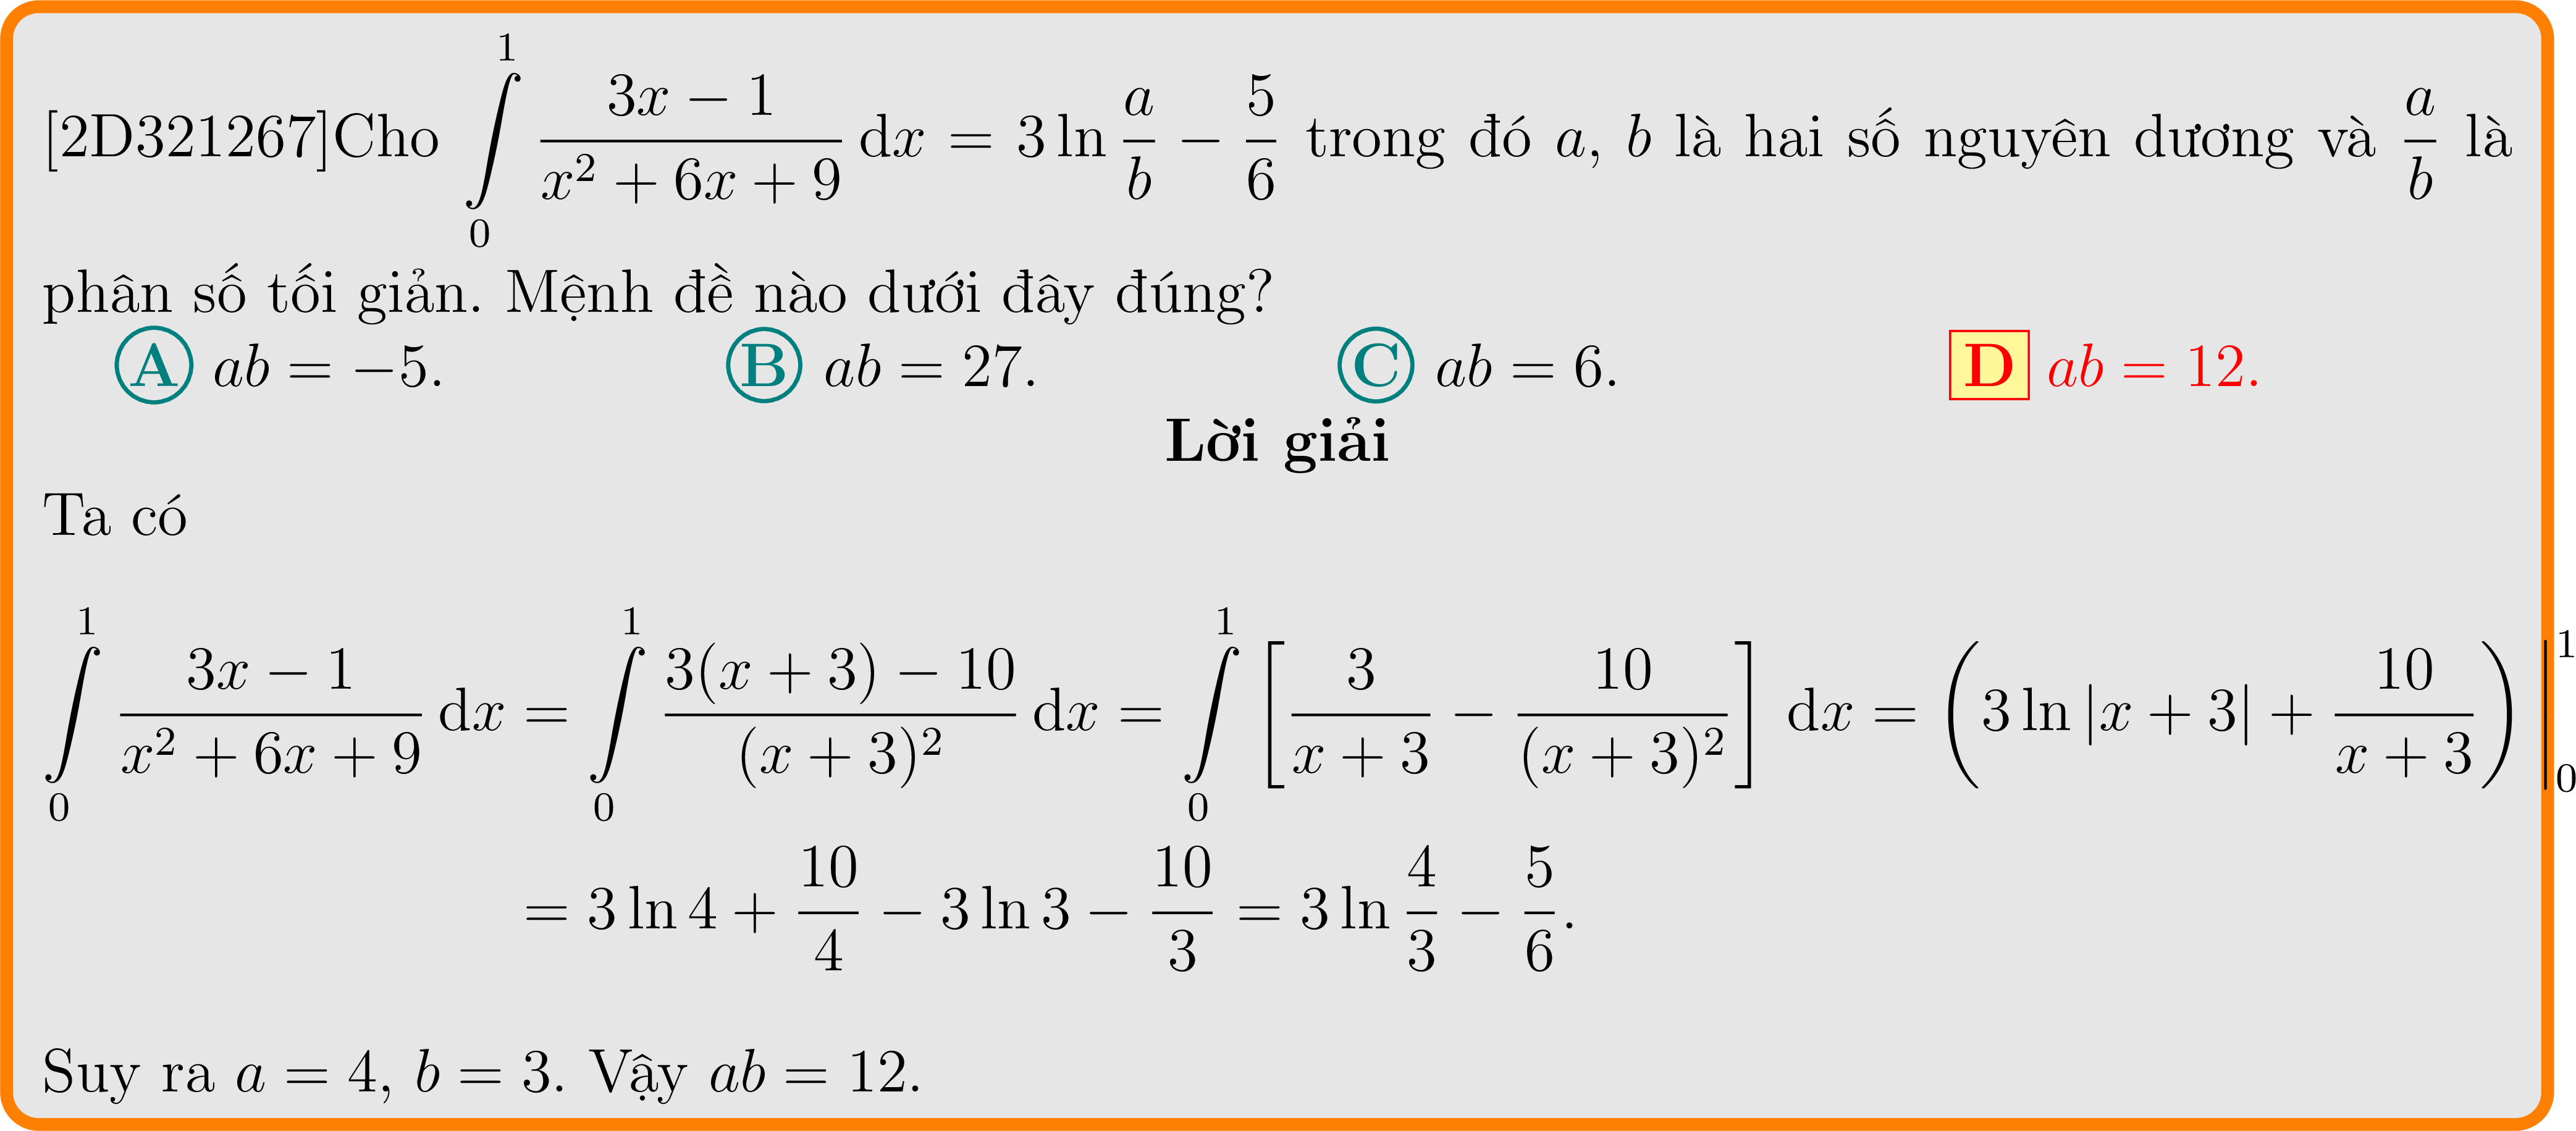 [2D321267]Cho $\int\limits_0^1 \frac{3x-1}{x^2+6x+9}\,\mathrm{d}x = 3\ln\frac{a}{b} - \frac{5}{6}$ trong đó $a$, $b$ là hai số nguyên dương và $\frac{a}{b}$ là
phân số tối giản. Mệnh đề nào dưới đây đúng?
A $ab = -5$. B $ab = 27$. C $ab = 6$. D $ab = 12$.
Lời giải
Ta có
$\int\limits_0^1 \frac{3x-1}{x^2+6x+9}\,\mathrm{d}x = \int\limits_0^1 \frac{3(x+3)-10}{(x+3)^2}\,\mathrm{d}x = \int\limits_0^1 \left[\frac{3}{x+3} - \frac{10}{(x+3)^2}\right]\,\mathrm{d}x = \left(3\ln|x+3| + \frac{10}{x+3}\right)\Big|_0^1$
$= 3\ln 4 + \frac{10}{4} - 3\ln 3 - \frac{10}{3} = 3\ln\frac{4}{3} - \frac{5}{6}.$
Suy ra $a = 4$, $b = 3$. Vậy $ab = 12$.